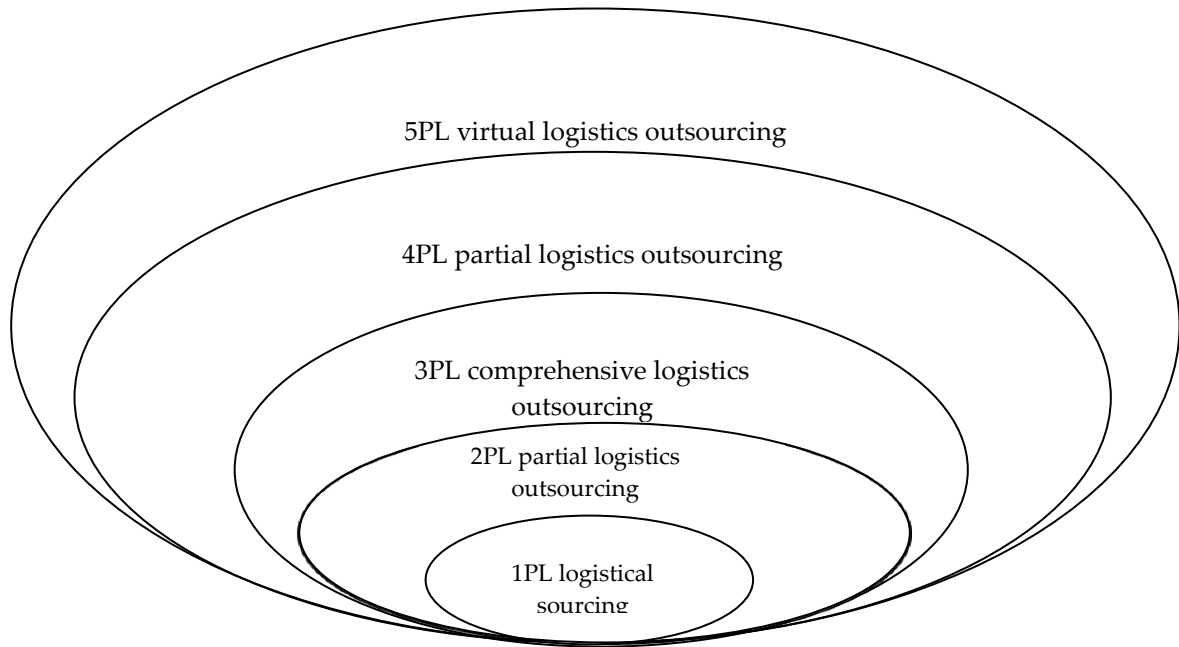 5PL virtual logistics outsourcing
4PL partial logistics outsourcing
3PL comprehensive logistics
outsourcing
2PL partial logistics
outsourcing
1PL logistical
sourcing